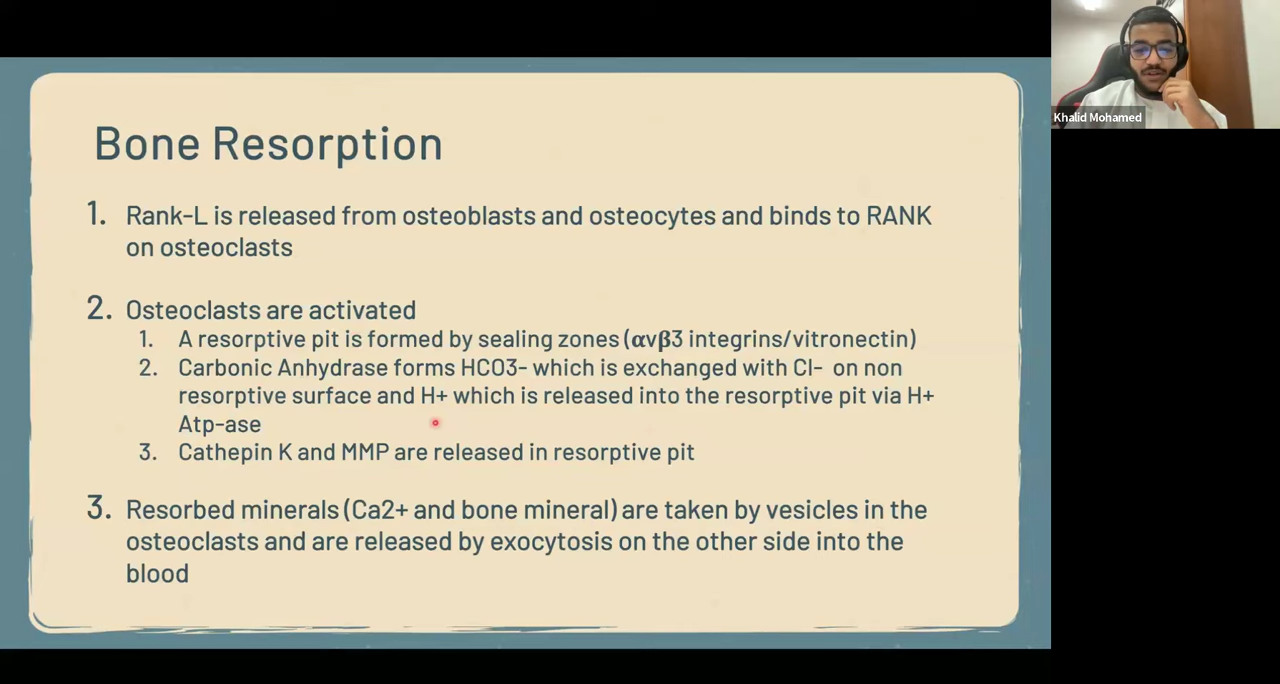 Bone Resorption
1. Rank-L is released from osteoblasts and osteocytes and binds to RANK
on osteoclasts
2. Osteoclasts are activated
1. A resorptive pit is formed by sealing zones (αvβ3 integrins/vitronectin)
2. Carbonic Anhydrase forms HCO3- which is exchanged with Cl- on non
resorptive surface and H+ which is released into the resorptive pit via H+
Atp-ase
3. Cathepin K and MMP are released in resorptive pit
3. Resorbed minerals (Ca2+ and bone mineral) are taken by vesicles in the
osteoclasts and are released by exocytosis on the other side into the
blood
Khalid Mohamed